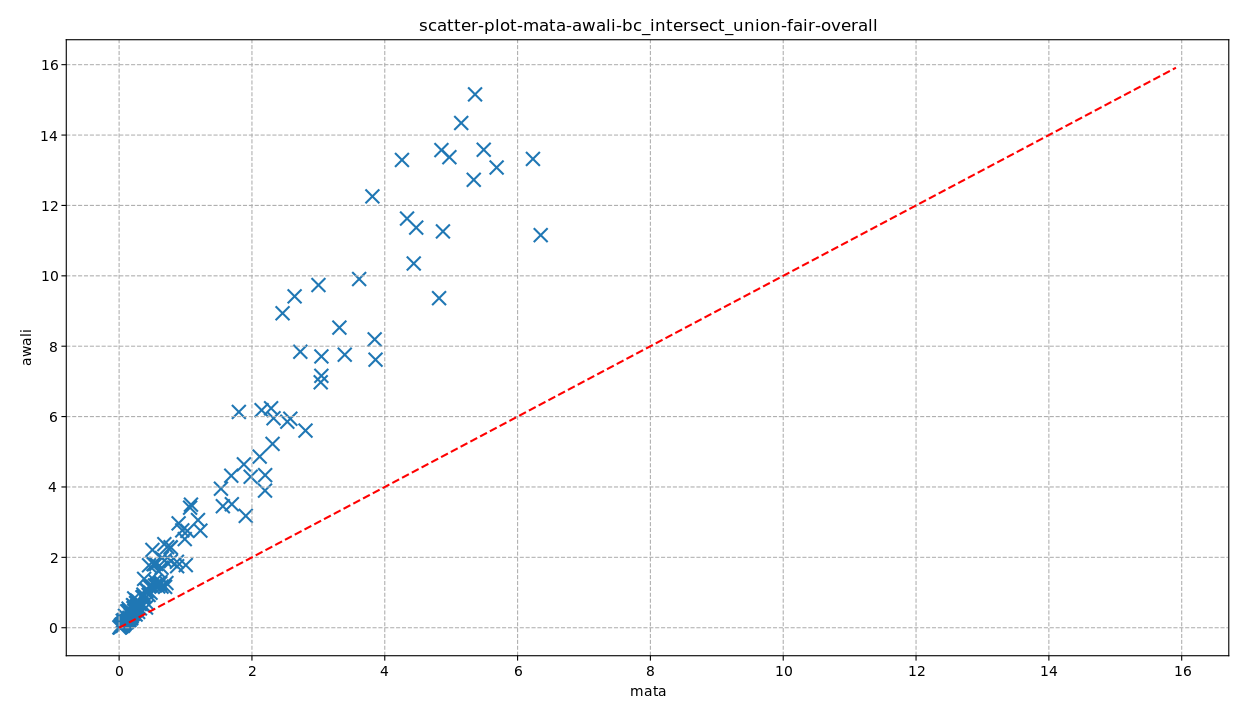 scatter-plot-mata-awali-bc_intersect_union-fair-overall
16
14
12
10
8
6
4
2
0
awali
0 2 4 6 8 10 12 14 16
mata